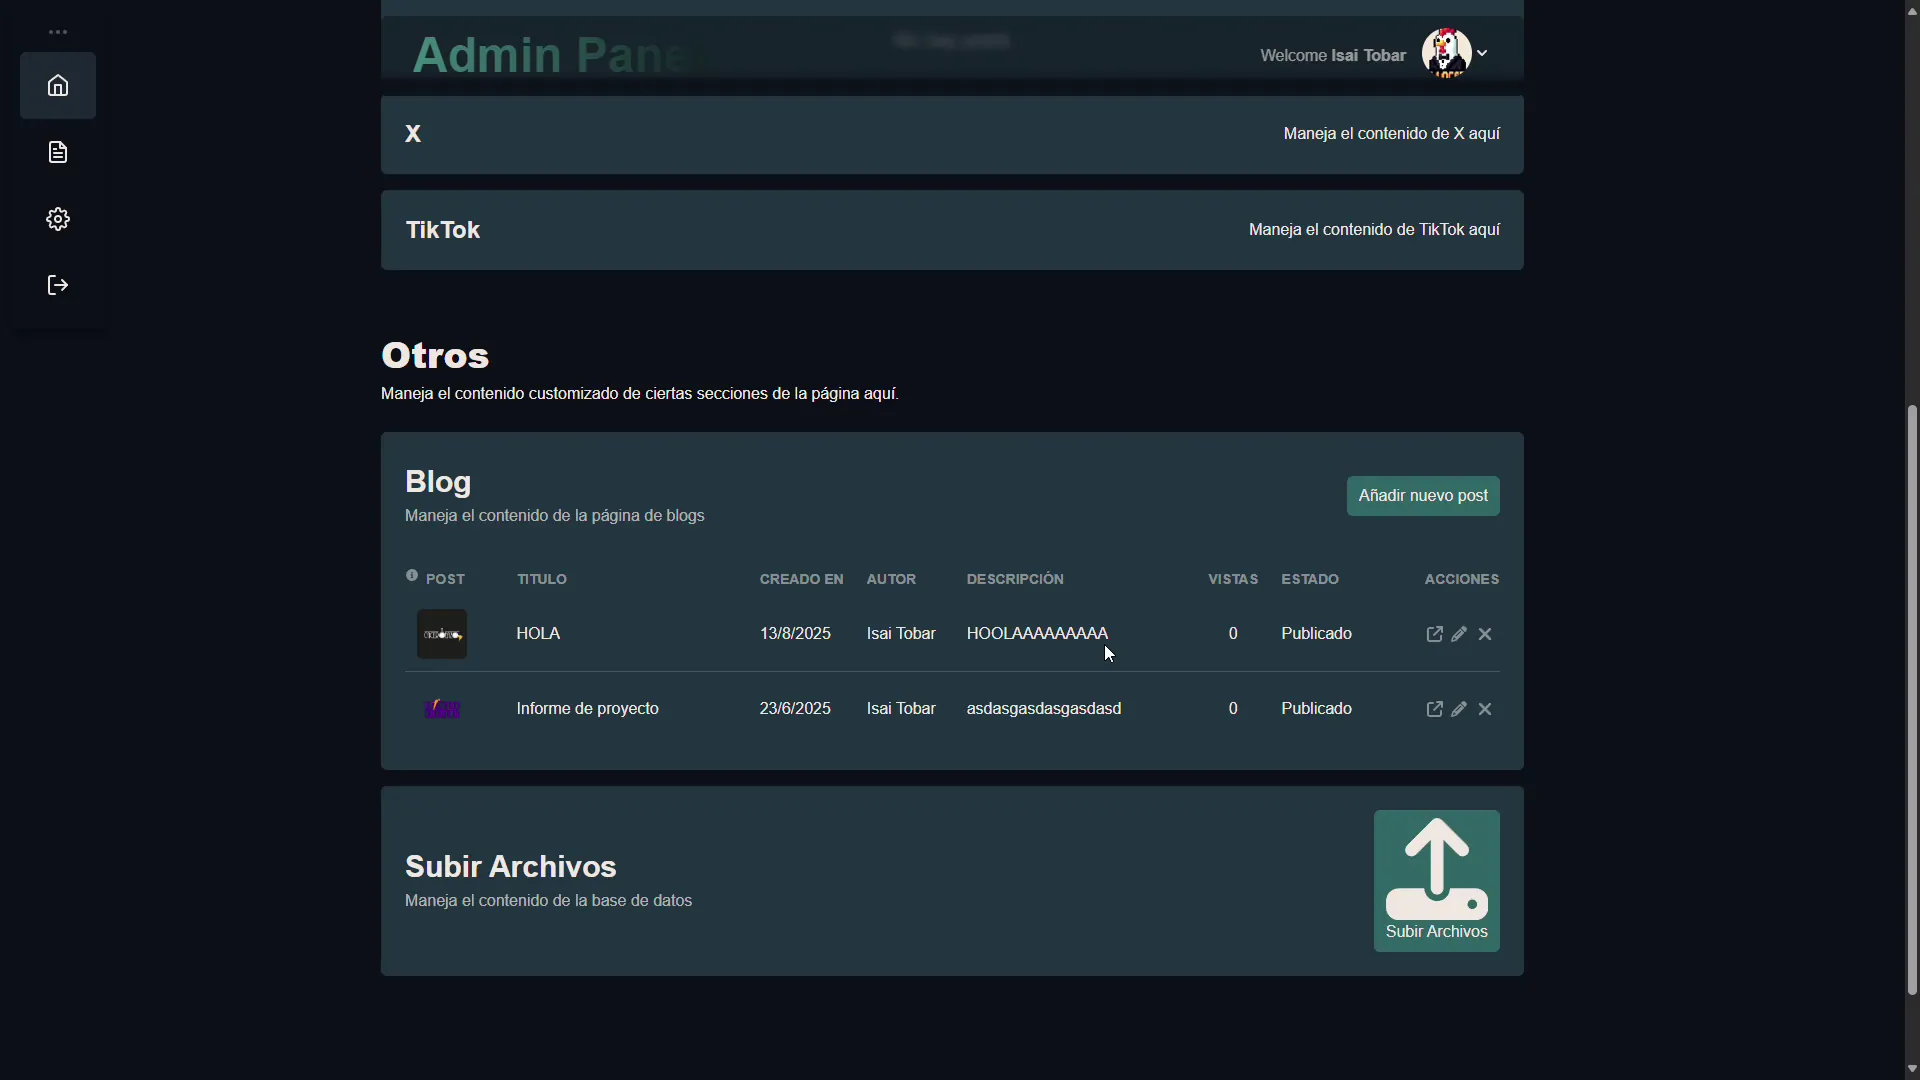 Admin Pane
Welcome Isai Tobar
X
Maneja el contenido de X aquí
TikTok
Maneja el contenido de TikTok aquí
Otros
Maneja el contenido customizado de ciertas secciones de la página aquí.
Blog
Maneja el contenido de la página de blogs
Añadir nuevo post
POST TITULO CREADO EN AUTOR DESCRIPCIÓN VISTAS ESTADO ACCIONES
HOLA 13/8/2025 Isai Tobar HOOLAAAAAAAAA 0 Publicado
Informe de proyecto 23/6/2025 Isai Tobar asdasgasdasgasdasd 0 Publicado
Subir Archivos
Maneja el contenido de la base de datos
Subir Archivos